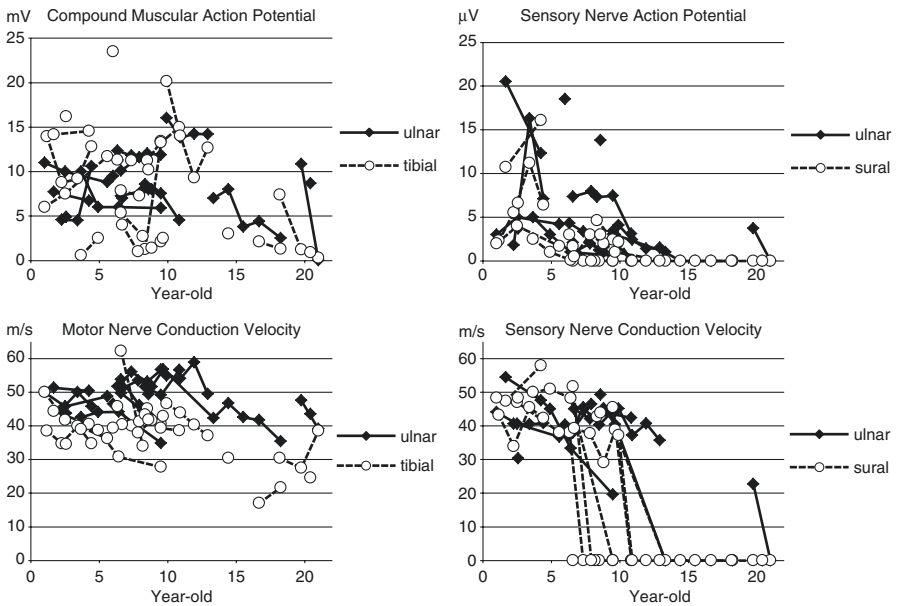 mV Compound Muscular Action Potential
25
20
15
10
5
0
0 5 10 15 20
Year-old
ulnar
tibial
μV Sensory Nerve Action Potential
25
20
15
10
5
0
0 5 10 15 20
Year-old
ulnar
sural
m/s Motor Nerve Conduction Velocity
60
50
40
30
20
10
0
0 5 10 15 20
Year-old
ulnar
tibial
m/s Sensory Nerve Conduction Velocity
60
50
40
30
20
10
0
0 5 10 15 20
Year-old
ulnar
sural